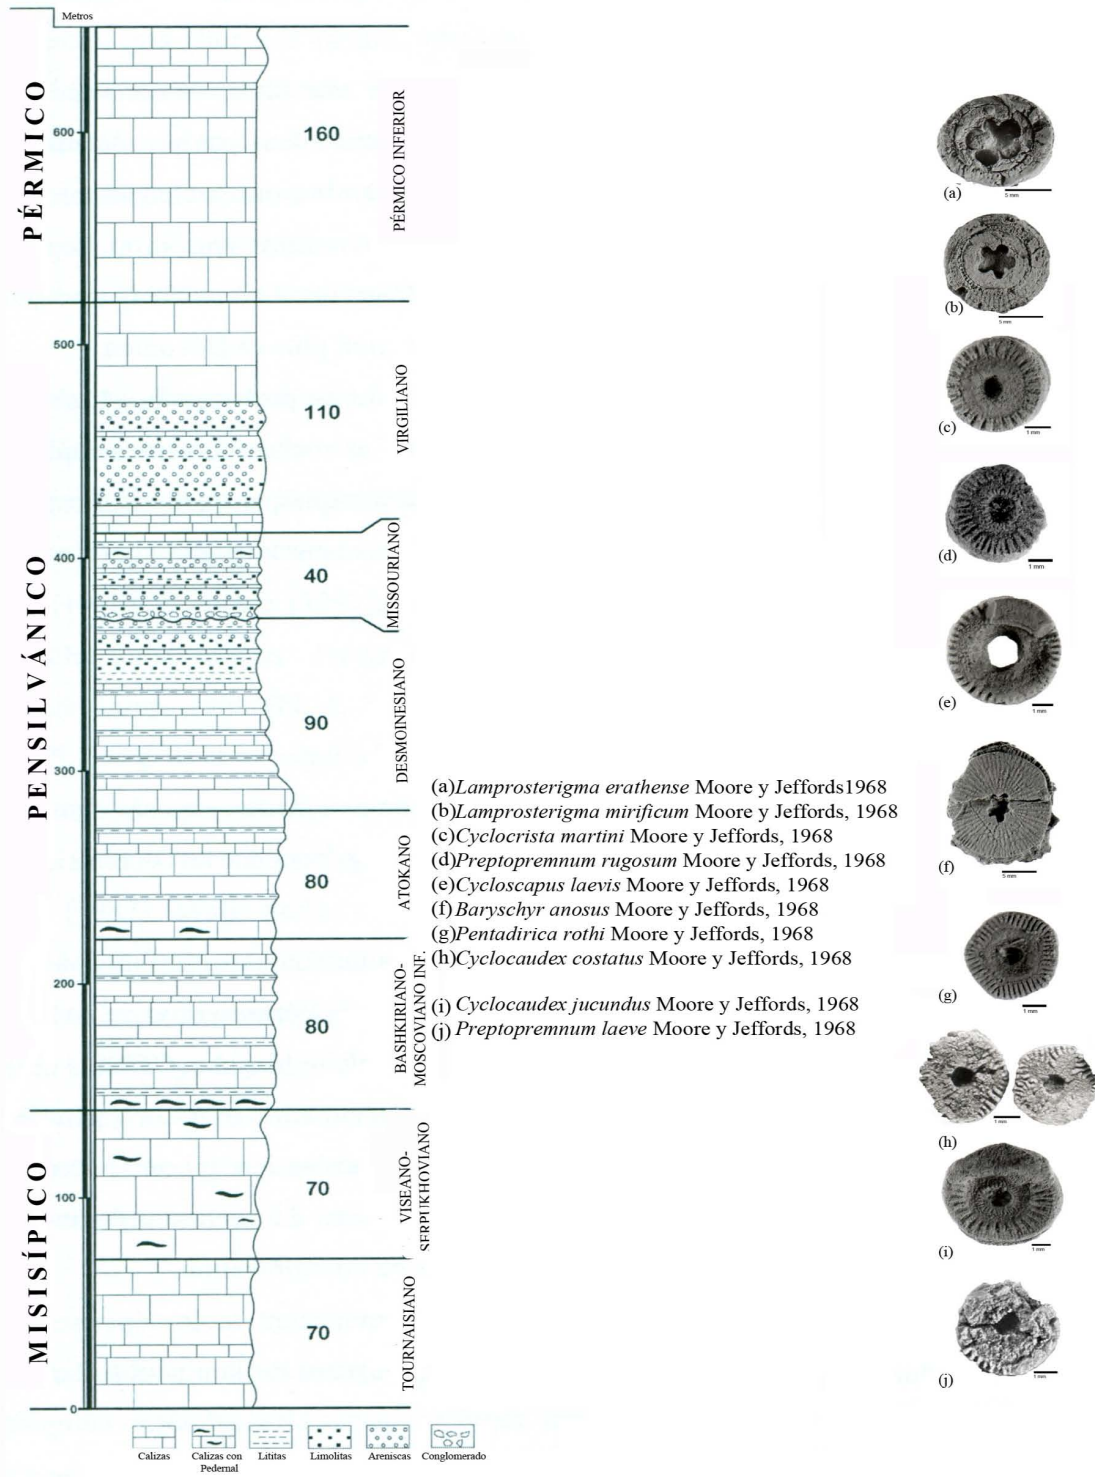 Metros
PÉRMICO
PENSILVÁNICO
MISISÍPICO
600
500
400
300
200
100
0
160
110
40
90
80
80
70
70
PÉRMICO INFERIOR
VIRGILIANO
MISSOURIANO
DESMOINESIANO
ATOKANO
BASHKIRIANO-
MOSCOVIANO INF.
VISEANO-
SERPUKHOVIANO
TOURNAISIANO
(a)Lamprosterigma erathense Moore y Jeffords1968
(b)Lamprosterigma mirificum Moore y Jeffords, 1968
(c)Cyclocrista martini Moore y Jeffords, 1968
(d)Preptopremnum rugosum Moore y Jeffords, 1968
(e)Cycloscapus laevis Moore y Jeffords, 1968
(f)Baryschyr anosus Moore y Jeffords, 1968
(g)Pentadirica rothi Moore y Jeffords, 1968
(h)Cyclocaudex costatus Moore y Jeffords, 1968
(i) Cyclocaudex jucundus Moore y Jeffords, 1968
(j) Preptopremnum laeve Moore y Jeffords, 1968
(a)
5 mm
(b)
5 mm
(c)
1 mm
(d)
1 mm
(e)
1 mm
(f)
5 mm
(g)
1 mm
(h)
1 mm
(i)
1 mm
(j)
1 mm
Calizas
Calizas con
Pedernal
Lititas
Limolitas
Areniscas
Conglomerado